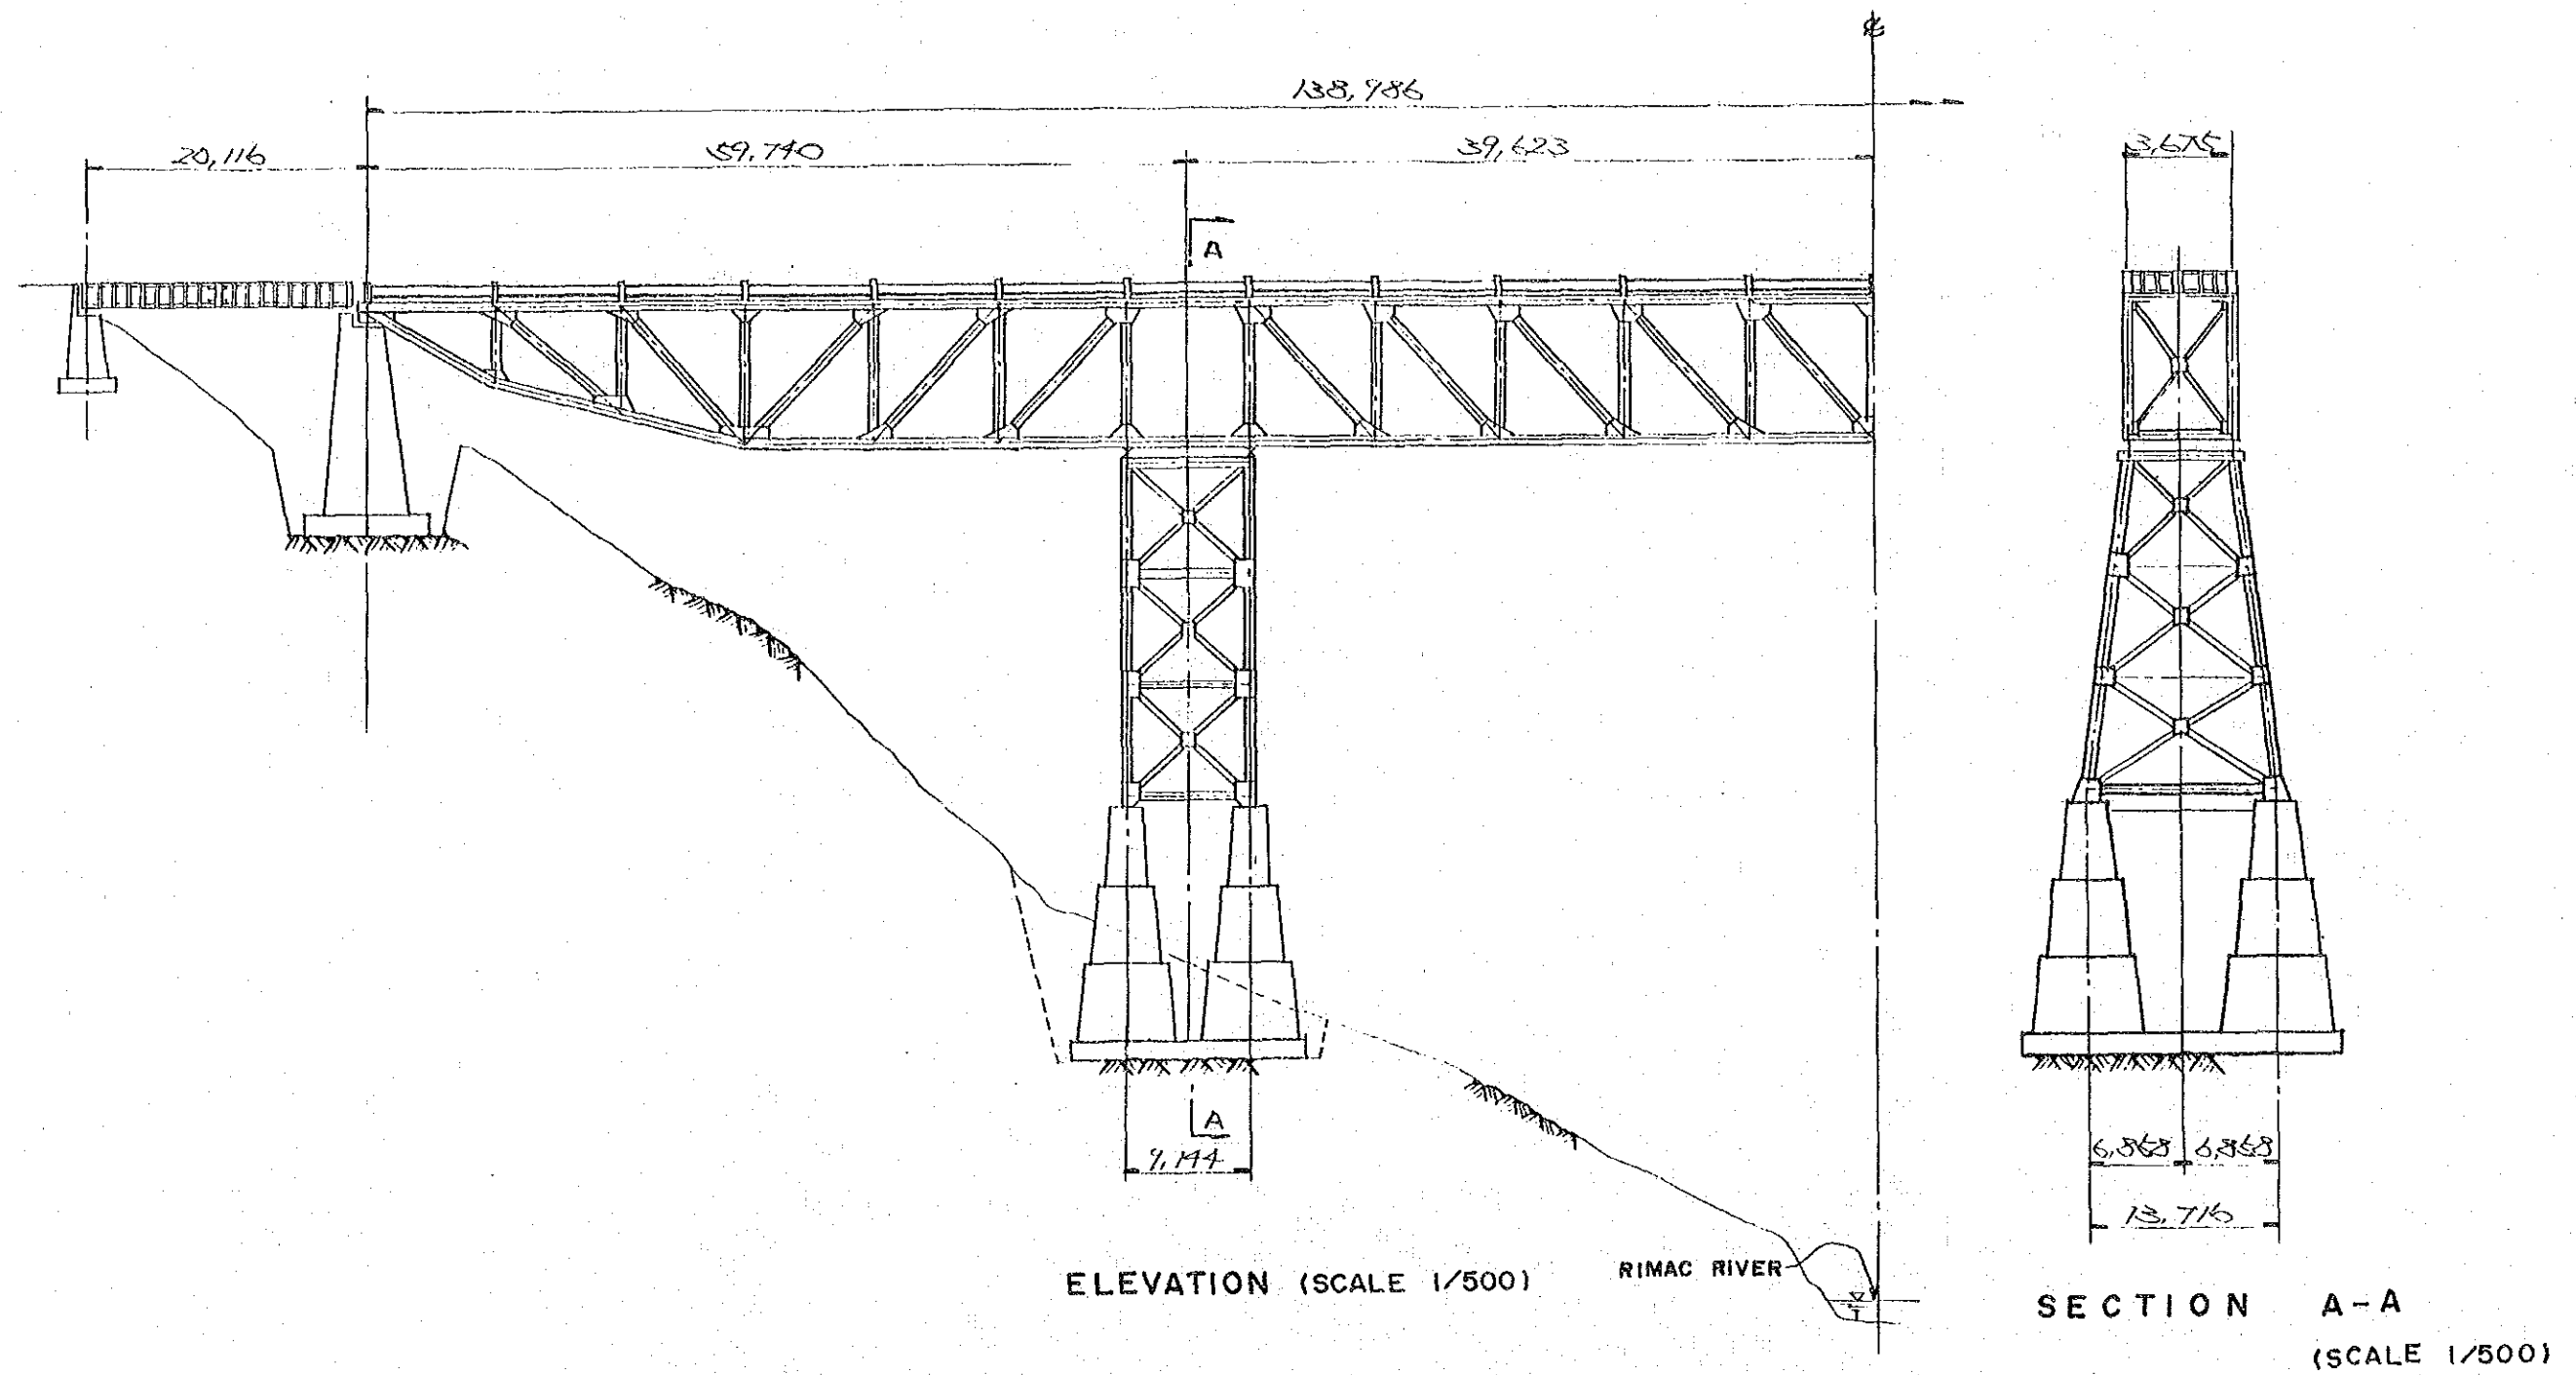 ℄
138,986
20,116
59,740
39,623
3,675
A
A
9,144
6,868
6,858
13,716
ELEVATION (SCALE 1/500)
RIMAC RIVER
SECTION A-A
(SCALE 1/500)